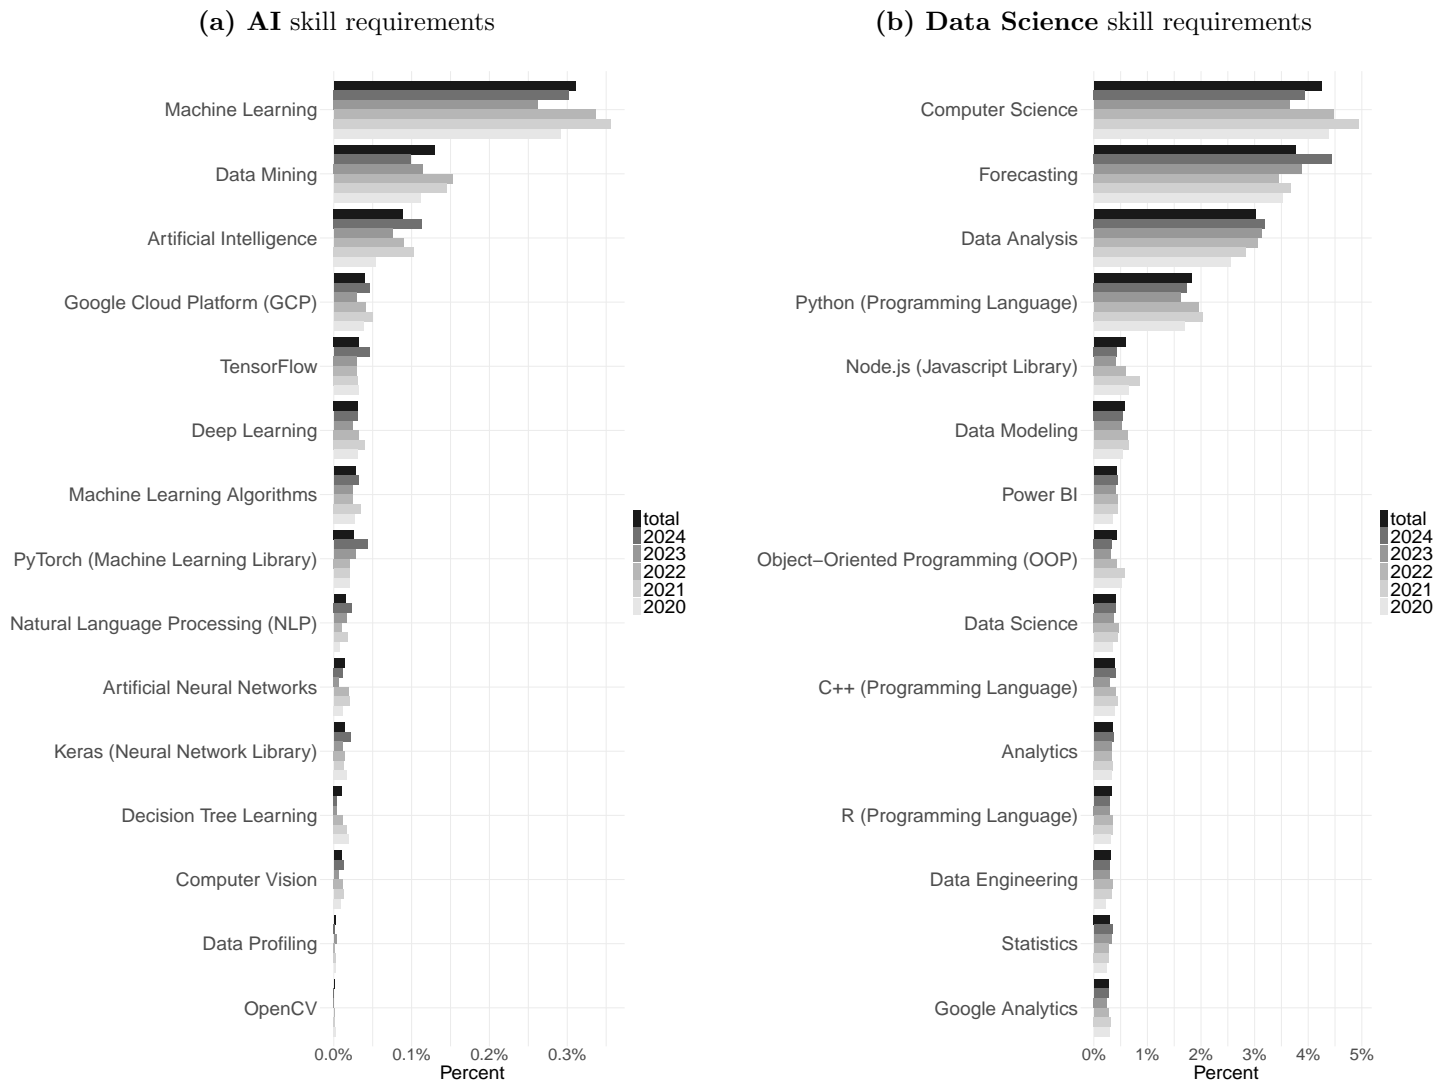 (a) AI skill requirements
Machine Learning
Data Mining
Artificial Intelligence
Google Cloud Platform (GCP)
TensorFlow
Deep Learning
Machine Learning Algorithms
PyTorch (Machine Learning Library)
Natural Language Processing (NLP)
Artificial Neural Networks
Keras (Neural Network Library)
Decision Tree Learning
Computer Vision
Data Profiling
OpenCV
0.0% 0.1% 0.2% 0.3%
Percent
total
2024
2023
2022
2021
2020
(b) Data Science skill requirements
Computer Science
Forecasting
Data Analysis
Python (Programming Language)
Node.js (Javascript Library)
Data Modeling
Power BI
Object−Oriented Programming (OOP)
Data Science
C++ (Programming Language)
Analytics
R (Programming Language)
Data Engineering
Statistics
Google Analytics
0% 1% 2% 3% 4% 5%
Percent
total
2024
2023
2022
2021
2020